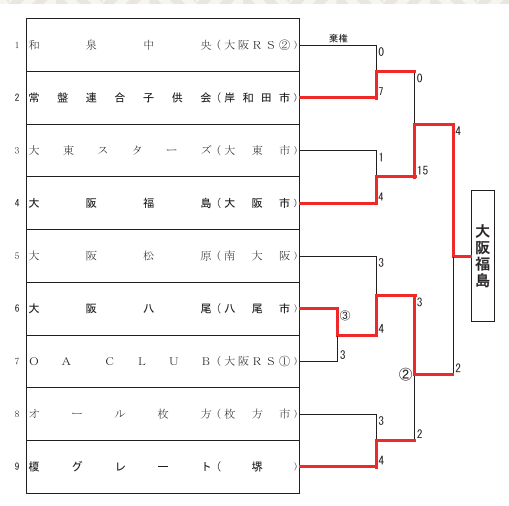 1 和泉中央(大阪RS②)
棄権
0
2 常盤連合子供会(岸和田市)
7
0
3 大東スターズ(大東市)
1
15
4 大阪福島(大阪市)
4
4
大阪福島
5 大阪松原(南大阪)
3
6 大阪八尾(八尾市)
③
4
3
7 OA CLUB(大阪RS①)
3
②
2
8 オール枚方(枚方市)
3
2
9 榎グレート(堺)
4